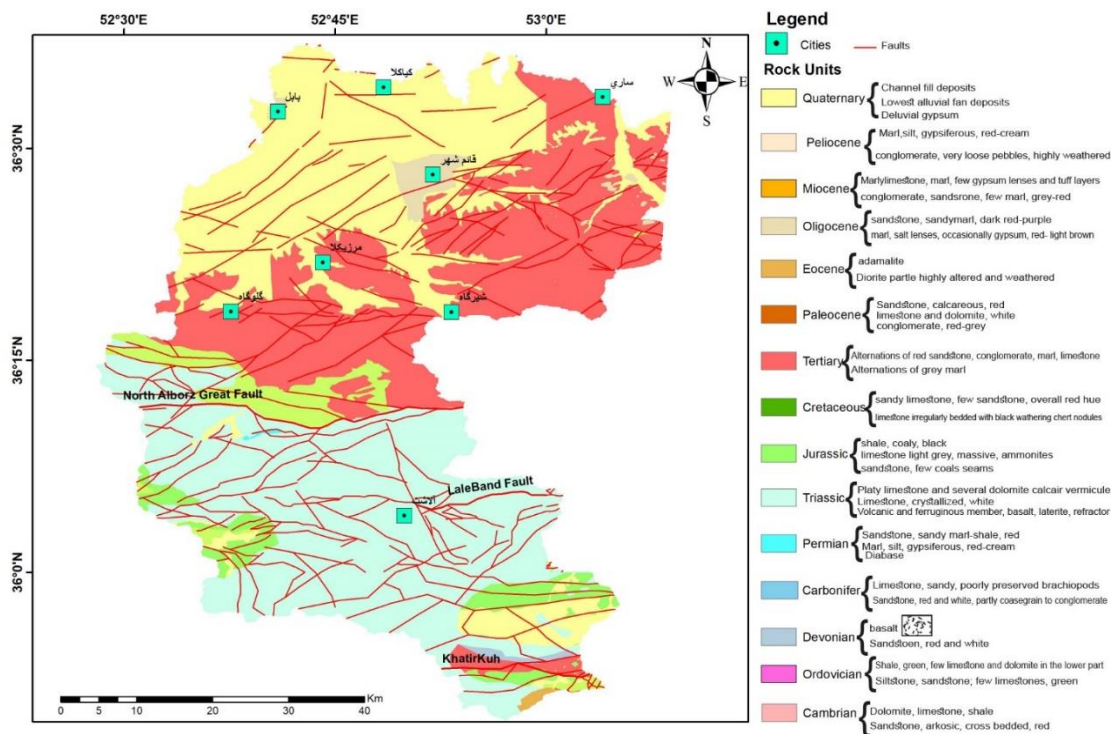 52°30'E 52°45'E 53°0'E
36°30'N
36°15'N
36°0'N
N
W E
S
کیاکلا
بابل
ساری
قائم شهر
مرزیکلا
گلوگاه
شیرگاه
North Alborz Great Fault
LaleBand Fault
آلاشت
KhatirKuh
Km
0 5 10 20 30 40
Legend
Cities Faults
Rock Units
Quaternary
Channel fill deposits
Lowest alluvial fan deposits
Deluvial gypsum
Peliocene
Marl,silt, gypsiferous, red-cream
conglomerate, very loose pebbles, highly weathered
Miocene
Marlylimestone, marl, few gypsum lenses and tuff layers
conglomerate, sandsrone, few marl, grey-red
Oligocene
sandstone, sandymarl, dark red-purple
marl, salt lenses, occasionally gypsum, red- light brown
Eocene
adamalite
Diorite partle highly altered and weathered
Paleocene
Sandstone, calcareous, red
limestone and dolomite, white
conglomerate, red-grey
Tertiary
Alternations of red sandstone, conglomerate, marl, limestone
Alternations of grey marl
Cretaceous
sandy limestone, few sandstone, overall red hue
limestone irregularly bedded with black wathering chert nodules
Jurassic
shale, coaly, black
limestone light grey, massive, ammonites
sandstone, few coals seams
Triassic
Platy limestone and several dolomite calcair vermicule
Limestone, crystallized, white
Volcanic and ferruginous member, basalt, laterite, refractor
Permian
Sandstone, sandy marl-shale, red
Marl, silt, gypsiferous, red-cream
Diabase
Carbonifer
Limestone, sandy, poorly preserved brachiopods
Sandstone, red and white, partly coasegrain to conglomerate
Devonian
basalt
Sandstoen, red and white
Ordovician
Shale, green, few limestone and dolomite in the lower part
Siltstone, sandstone; few limestones, green
Cambrian
Dolomite, limestone, shale
Sandstone, arkosic, cross bedded, red